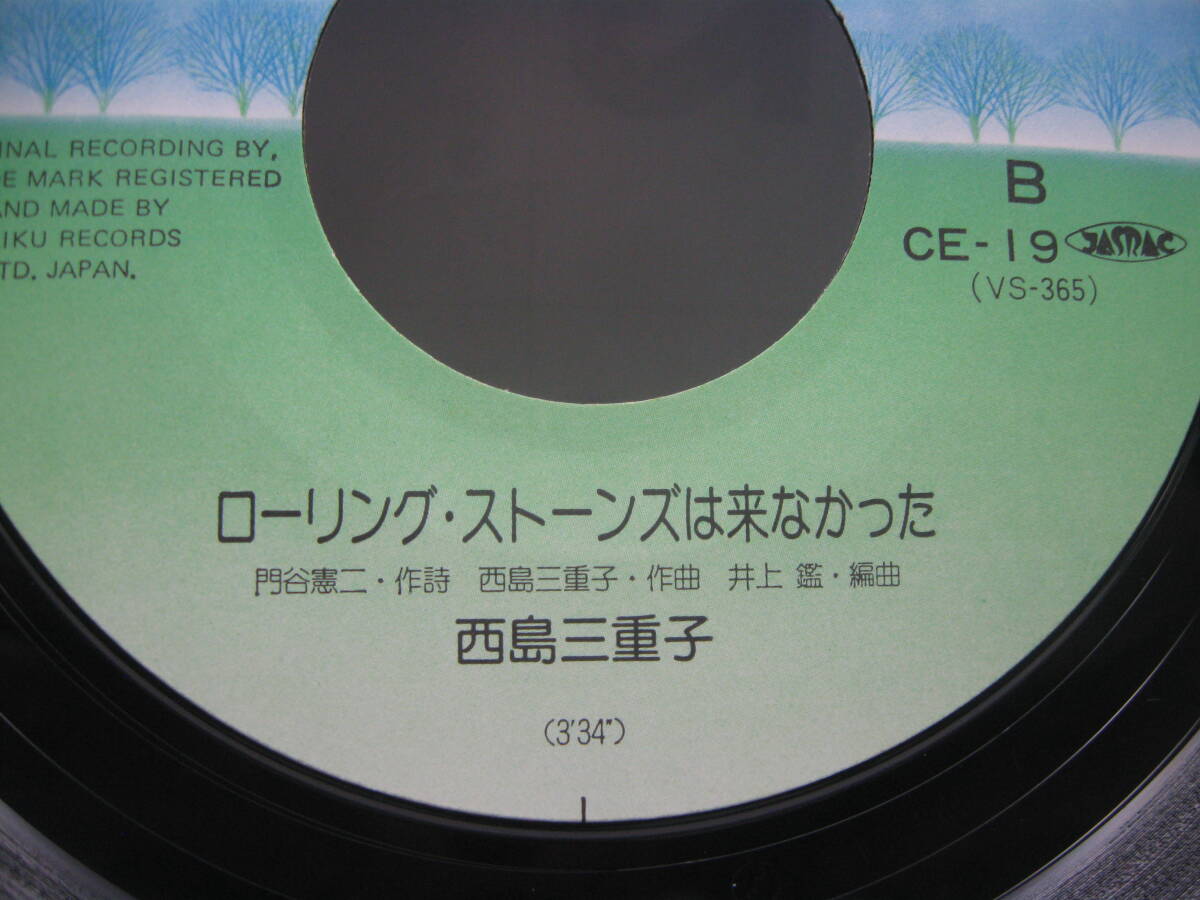 INAL RECORDING BY,
DE MARK REGISTERED
AND MADE BY
IKU RECORDS
TD. JAPAN.
B
CE-19 JASRAC
(VS-365)
ローリング・ストーンズは来なかった
門谷憲二・作詩 西島三重子・作曲 井上 鑑・編曲
西島三重子
(3'34")